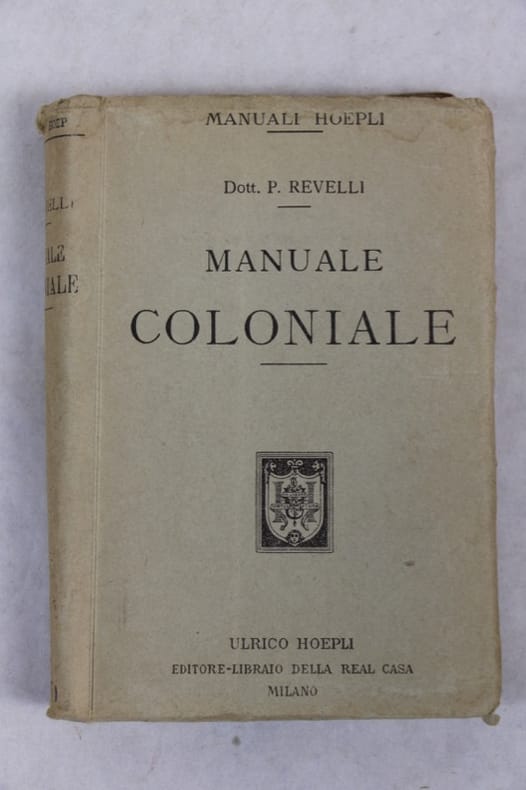 MANUALI HOEPLI
Dott. P. REVELLI
MANUALE
COLONIALE
ULRICO HOEPLI
EDITORE-LIBRAIO DELLA REAL CASA
MILANO